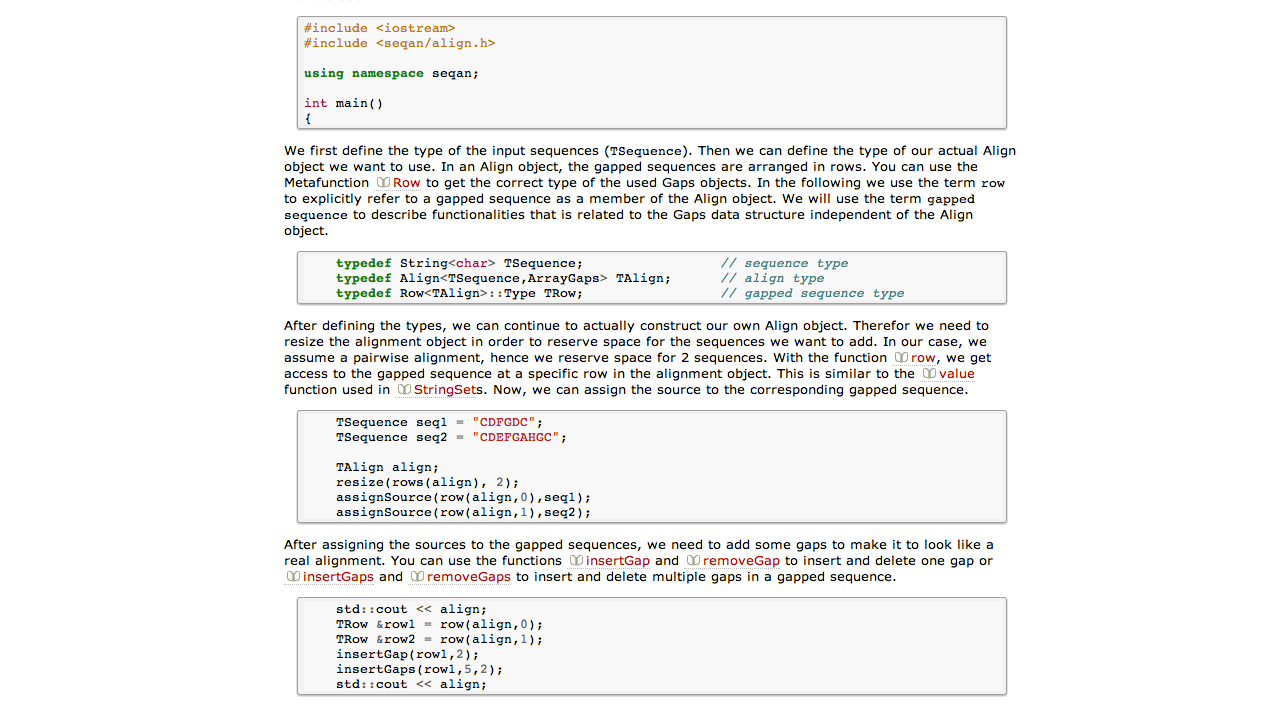 #include <iostream>
#include <seqan/align.h>
using namespace seqan;
int main()
{
We first define the type of the input sequences (TSequence). Then we can define the type of our actual Align
object we want to use. In an Align object, the gapped sequences are arranged in rows. You can use the
Metafunction Row to get the correct type of the used Gaps objects. In the following we use the term row
to explicitly refer to a gapped sequence as a member of the Align object. We will use the term gapped
sequence to describe functionalities that is related to the Gaps data structure independent of the Align
object.
typedef String<char> TSequence; // sequence type
typedef Align<TSequence,ArrayGaps> TAlign; // align type
typedef Row<TAlign>::Type TRow; // gapped sequence type
After defining the types, we can continue to actually construct our own Align object. Therefor we need to
resize the alignment object in order to reserve space for the sequences we want to add. In our case, we
assume a pairwise alignment, hence we reserve space for 2 sequences. With the function row, we get
access to the gapped sequence at a specific row in the alignment object. This is similar to the value
function used in StringSets. Now, we can assign the source to the corresponding gapped sequence.
TSequence seq1 = "CDFGDC";
TSequence seq2 = "CDEFGAHGC";
TAlign align;
resize(rows(align), 2);
assignSource(row(align,0),seq1);
assignSource(row(align,1),seq2);
After assigning the sources to the gapped sequences, we need to add some gaps to make it to look like a
real alignment. You can use the functions insertGap and removeGap to insert and delete one gap or
insertGaps and removeGaps to insert and delete multiple gaps in a gapped sequence.
std::cout << align;
TRow &row1 = row(align,0);
TRow &row2 = row(align,1);
insertGap(row1,2);
insertGaps(row1,5,2);
std::cout << align;